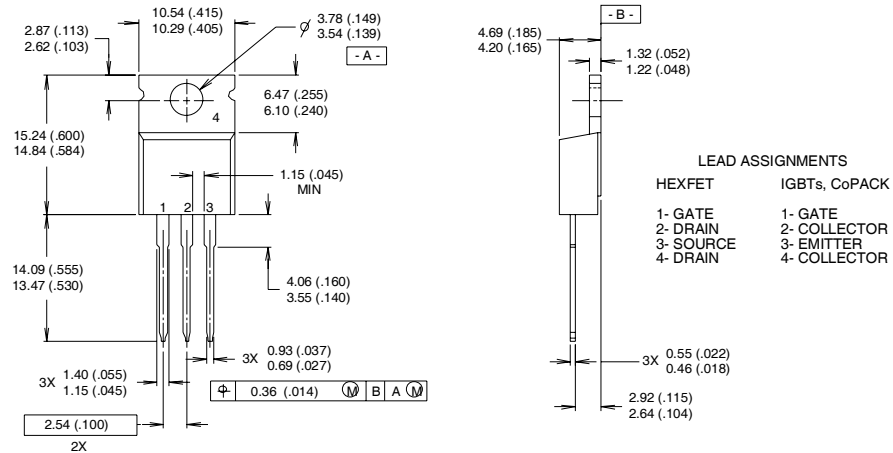 10.54 (.415)
10.29 (.405)
ø 3.78 (.149)
3.54 (.139)
- A -
2.87 (.113)
2.62 (.103)
4
6.47 (.255)
6.10 (.240)
15.24 (.600)
14.84 (.584)
1.15 (.045)
MIN
1 2 3
14.09 (.555)
13.47 (.530)
4.06 (.160)
3.55 (.140)
3X 0.93 (.037)
0.69 (.027)
3X 1.40 (.055)
1.15 (.045)
⌖ 0.36 (.014) Ⓜ B A Ⓜ
2.54 (.100)
2X
- B -
4.69 (.185)
4.20 (.165)
1.32 (.052)
1.22 (.048)
LEAD ASSIGNMENTS
HEXFET
1- GATE
2- DRAIN
3- SOURCE
4- DRAIN
IGBTs, CoPACK
1- GATE
2- COLLECTOR
3- EMITTER
4- COLLECTOR
3X 0.55 (.022)
0.46 (.018)
2.92 (.115)
2.64 (.104)